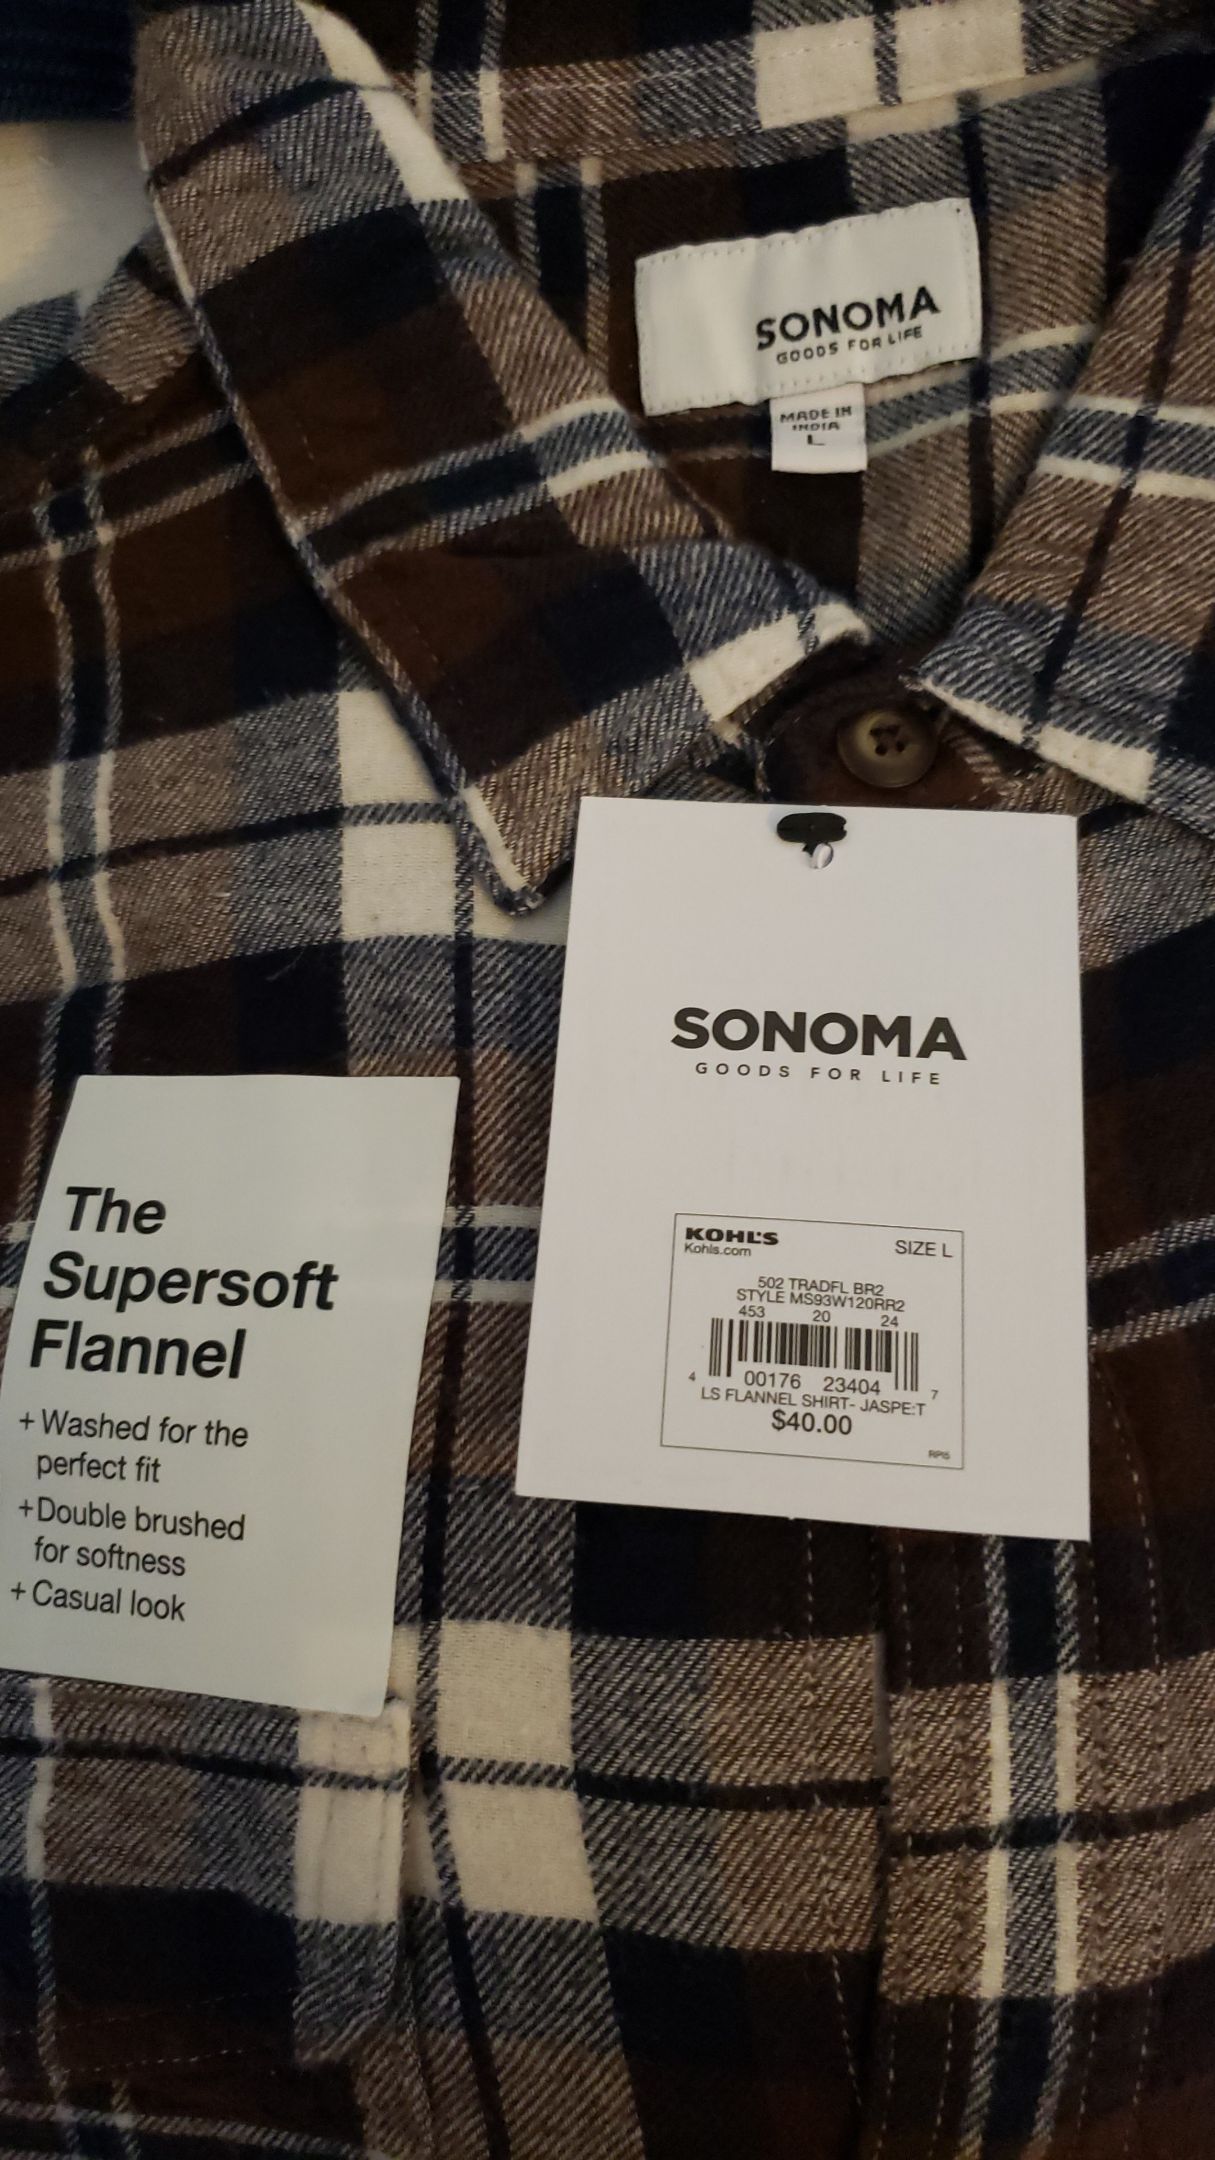 SONOMA
GOODS FOR LIFE
MADE IN
INDIA
L
SONOMA
GOODS FOR LIFE
KOHL'S
Kohls.com
SIZE L
502 TRADFL BR2
STYLE MS93W120RR2
453 20 24
4 00176 23404 7
LS FLANNEL SHIRT- JASPE:T
$40.00
RPI5
The
Supersoft
Flannel
+ Washed for the
perfect fit
+ Double brushed
for softness
+ Casual look